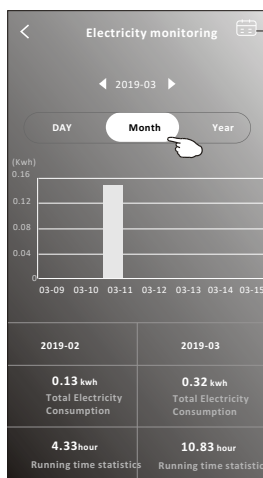 Electricity monitoring
2019-03
DAY Month Year
(Kwh)
0.16
0.12
0.08
0.04
0
03-09 03-10 03-11 03-12 03-13 03-14 03-15
2019-02 2019-03
0.13 kwh 0.32 kwh
Total Electricity Total Electricity
Consumption Consumption
4.33hour 10.83 hour
Running time statistics Running time statistic